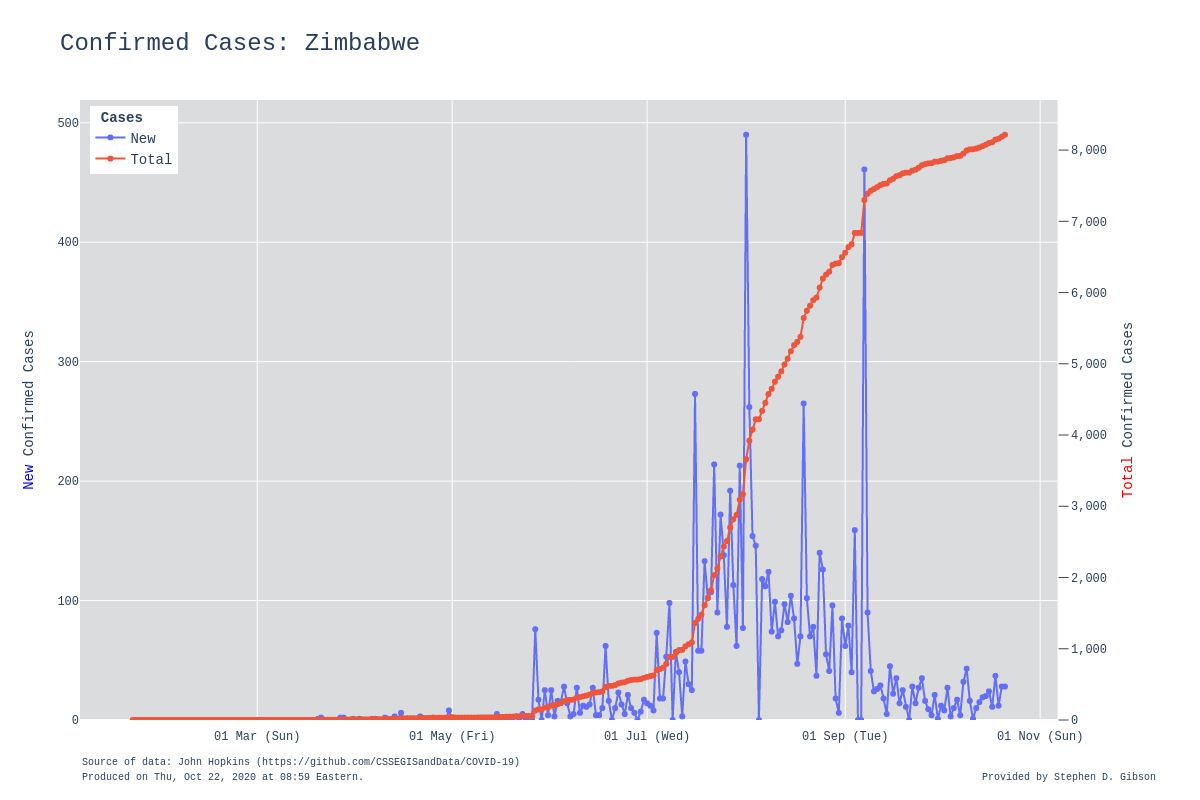 Confirmed Cases: Zimbabwe
Cases
New
Total
500
400
300
200
100
0
New Confirmed Cases
8,000
7,000
6,000
5,000
4,000
3,000
2,000
1,000
0
Total Confirmed Cases
01 Mar (Sun) 01 May (Fri) 01 Jul (Wed) 01 Sep (Tue) 01 Nov (Sun)
Source of data: John Hopkins (https://github.com/CSSEGISandData/COVID-19)
Produced on Thu, Oct 22, 2020 at 08:59 Eastern.
Provided by Stephen D. Gibson